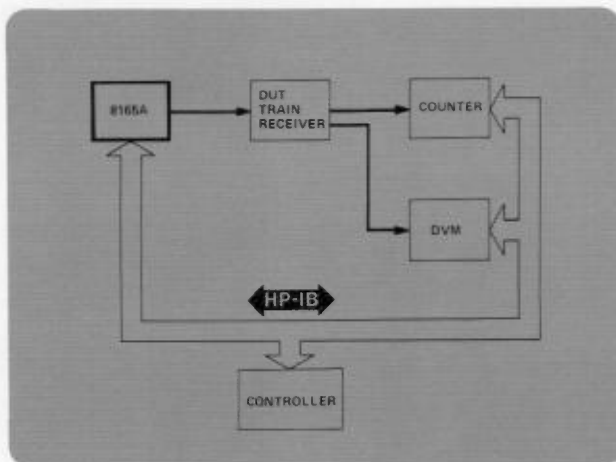 8165A
DUT
TRAIN
RECEIVER
COUNTER
DVM
HP-IB
CONTROLLER